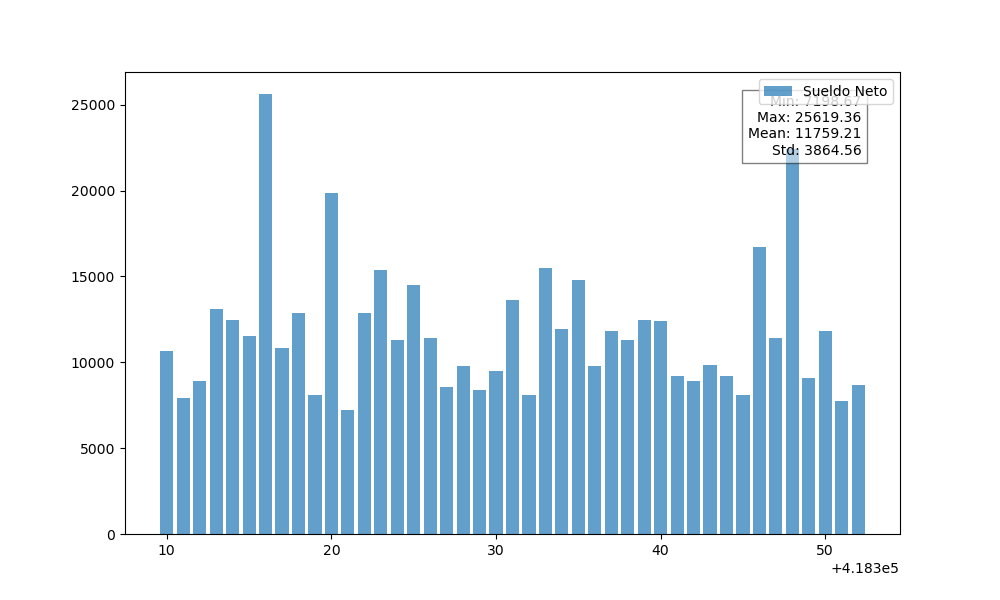 Sueldo Neto
Min: 7198.67
Max: 25619.36
Mean: 11759.21
Std: 3864.56
25000
20000
15000
10000
5000
0
10 20 30 40 50
+4.183e5